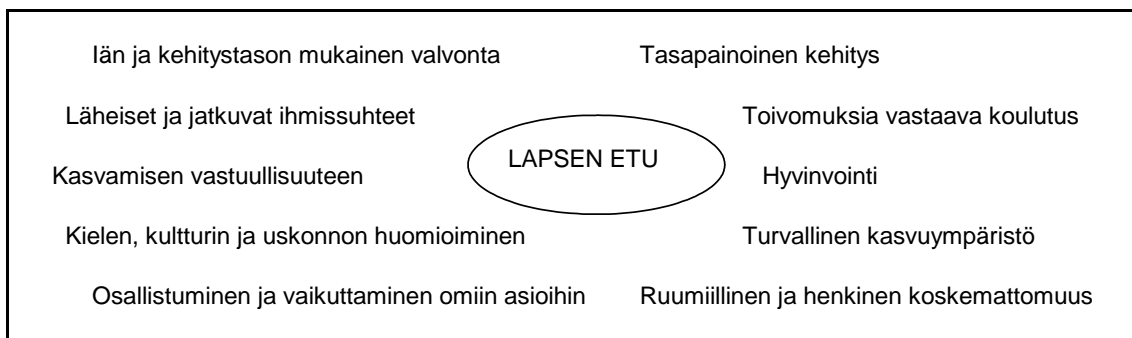 Iän ja kehitystason mukainen valvonta Tasapainoinen kehitys
Läheiset ja jatkuvat ihmissuhteet Toivomuksia vastaava koulutus
LAPSEN ETU
Kasvamisen vastuullisuuteen Hyvinvointi
Kielen, kultturin ja uskonnon huomioiminen Turvallinen kasvuympäristö
Osallistuminen ja vaikuttaminen omiin asioihin Ruumiillinen ja henkinen koskemattomuus